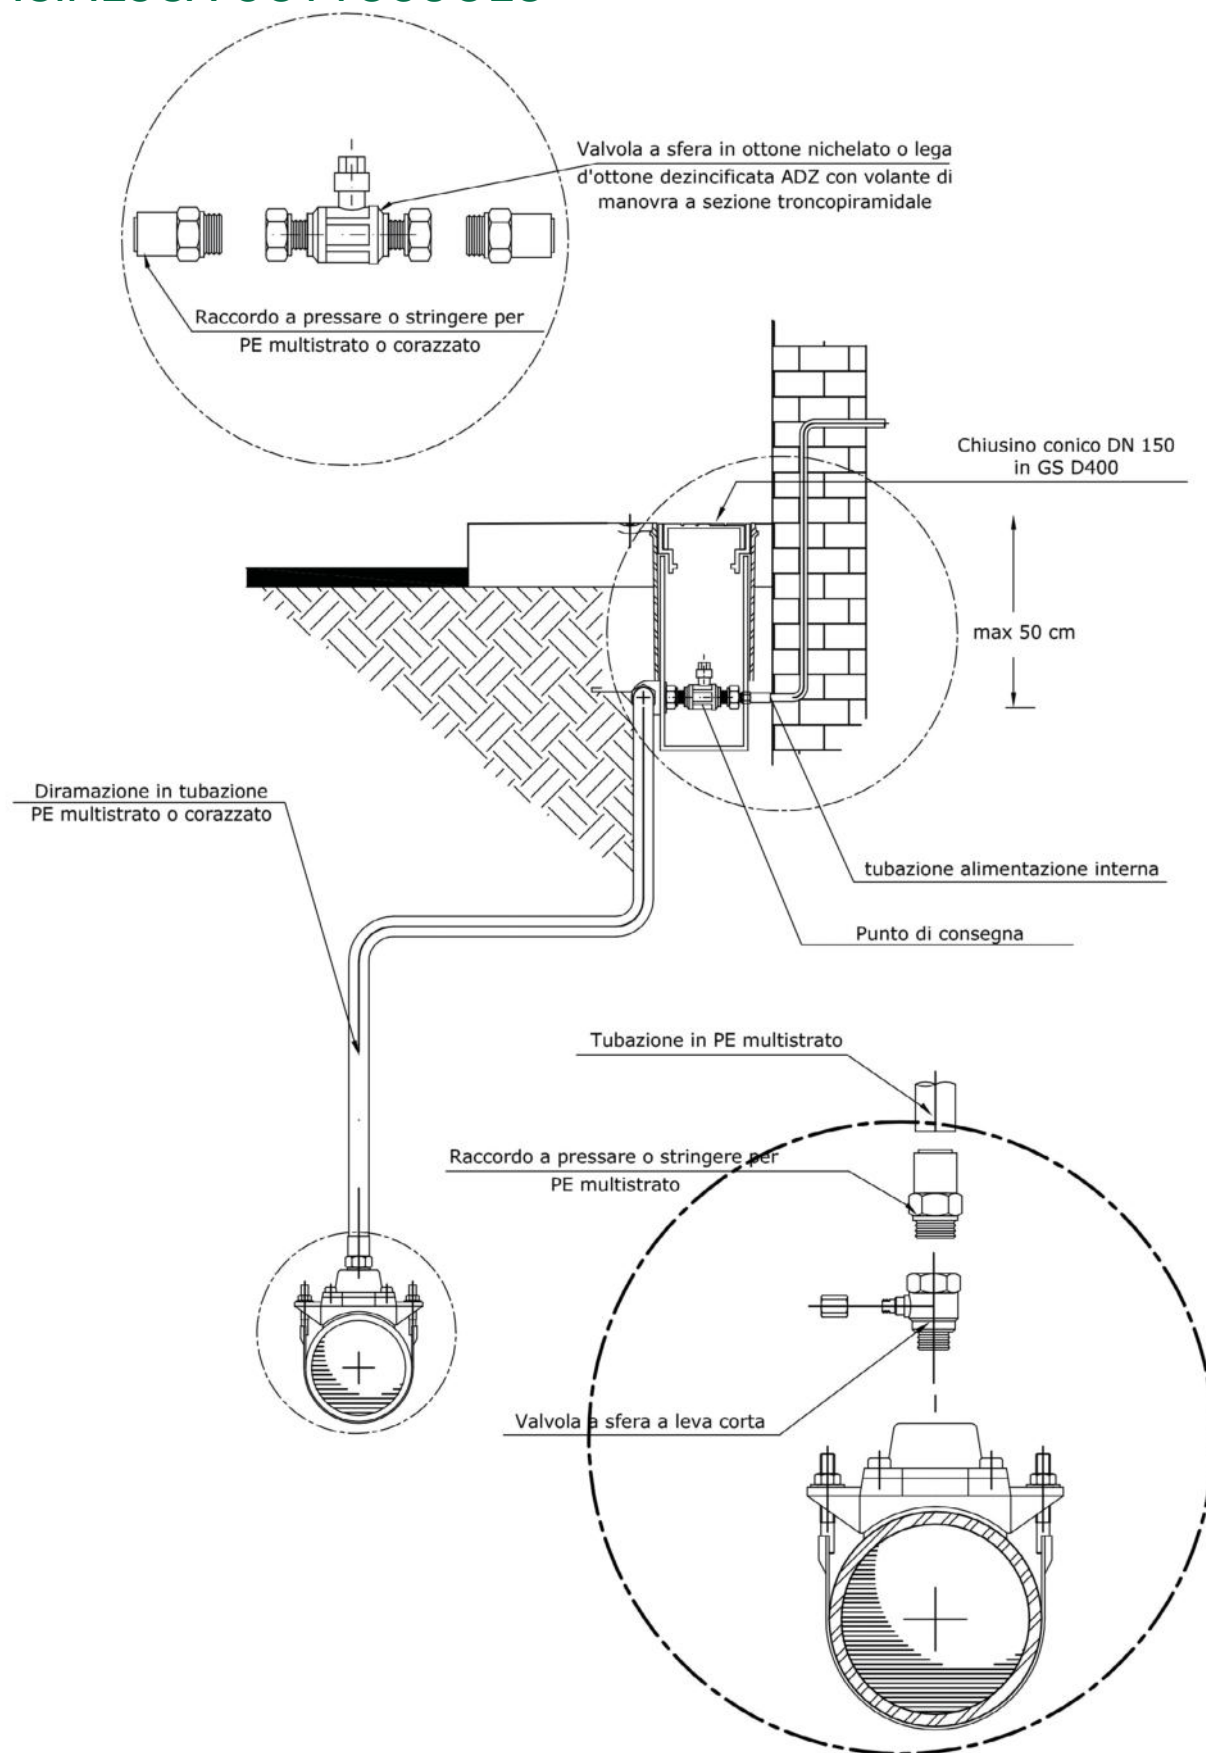 Valvola a sfera in ottone nichelato o lega
d'ottone dezincificata ADZ con volante di
manovra a sezione troncopiramidale
Raccordo a pressare o stringere per
PE multistrato o corazzato
Chiusino conico DN 150
in GS D400
max 50 cm
Diramazione in tubazione
PE multistrato o corazzato
tubazione alimentazione interna
Punto di consegna
Tubazione in PE multistrato
Raccordo a pressare o stringere per
PE multistrato
Valvola a sfera a leva corta